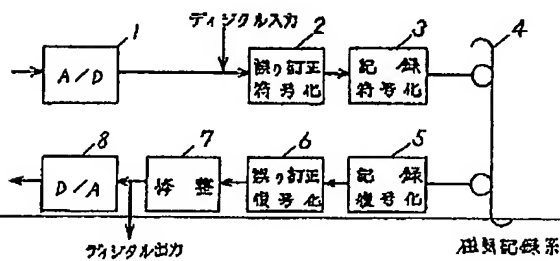 ディジタル入力
1 2 3 4
A/D
誤り訂正
符号化
記録
符号化
8 7 6 5
D/A
修整
誤り訂正
復号化
記録
復号化
ディジタル出力
磁気記録系